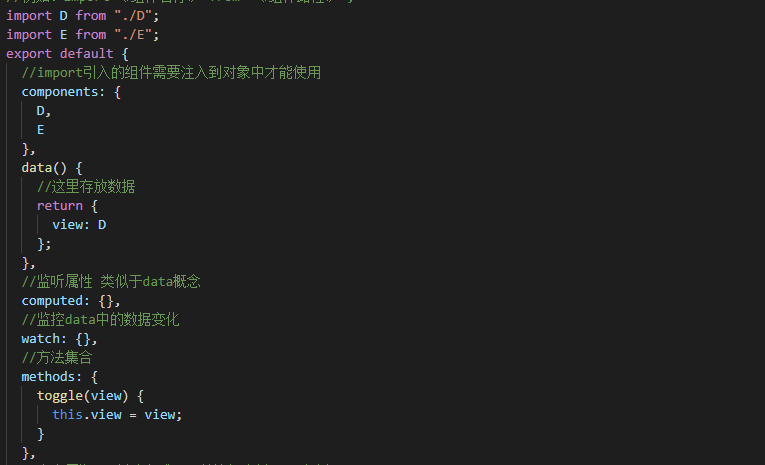 import D from "./D";
import E from "./E";
export default {
//import引入的组件需要注入到对象中才能使用
components: {
D,
E
},
data() {
//这里存放数据
return {
view: D
};
},
//监听属性 类似于data概念
computed: {},
//监控data中的数据变化
watch: {},
//方法集合
methods: {
toggle(view) {
this.view = view;
}
},